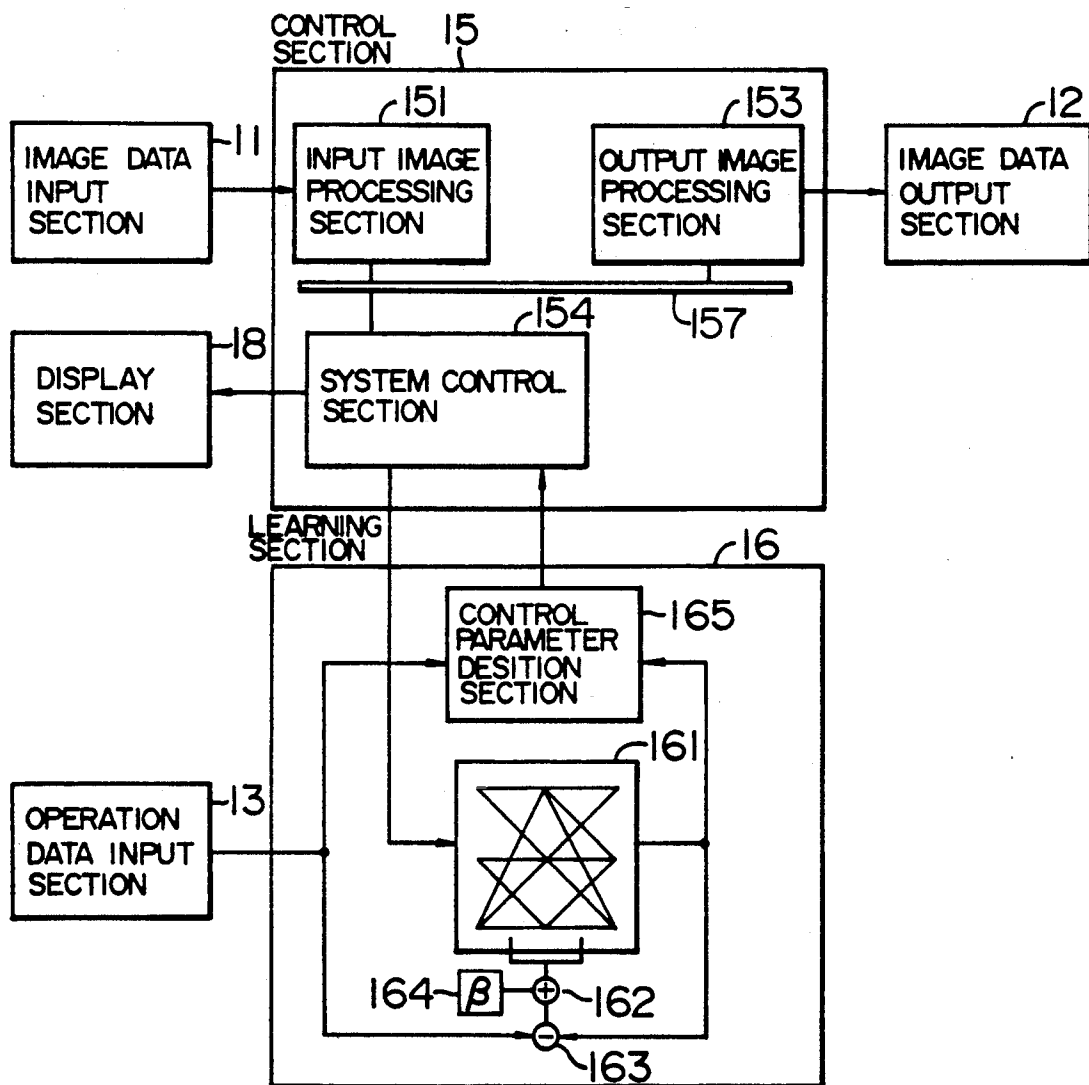 CONTROL
SECTION
15
151
153
12
11
IMAGE DATA
INPUT
SECTION
INPUT IMAGE
PROCESSING
SECTION
OUTPUT IMAGE
PROCESSING
SECTION
IMAGE DATA
OUTPUT
SECTION
157
154
18
DISPLAY
SECTION
SYSTEM CONTROL
SECTION
LEARNING
SECTION
16
165
CONTROL
PARAMETER
DESITION
SECTION
161
13
OPERATION
DATA INPUT
SECTION
164
β
+
162
−
163